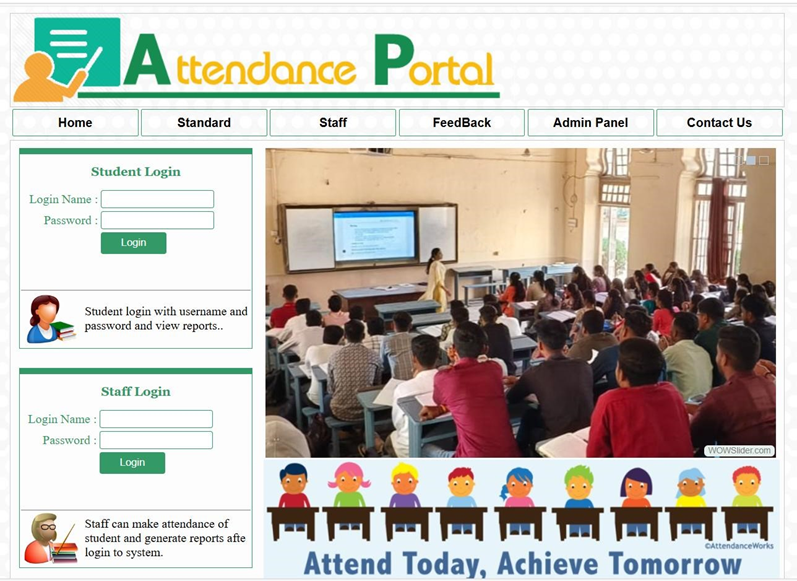 Attendance Portal
Home
Standard
Staff
FeedBack
Admin Panel
Contact Us
Student Login
Login Name :
Password :
Login
Student login with username and
password and view reports..
Staff Login
Login Name :
Password :
Login
Staff can make attendance of
student and generate reports afte
login to system.
WOWSlider.com
©AttendanceWorks
Attend Today, Achieve Tomorrow